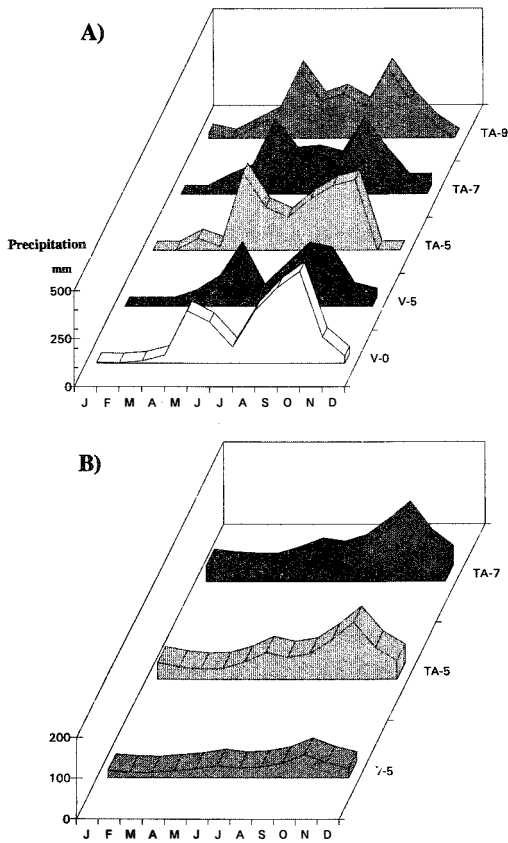 A)
TA-9
TA-7
TA-5
Precipitation
mm
500
V-5
250
V-0
0
J F M A M J J A S O N D
B)
TA-7
TA-5
200
100
-5
0
J F M A M J J A S O N D